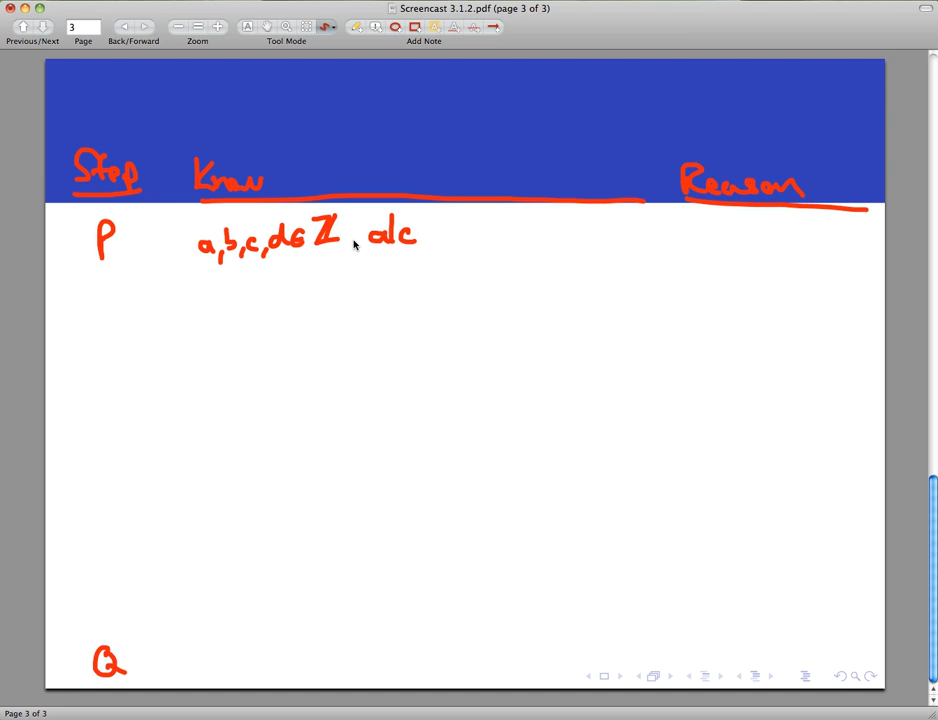 Screencast 3.1.2.pdf (page 3 of 3)
3
Previous/Next Page Back/Forward Zoom Tool Mode Add Note
Step Know Reason
P a,b,c,d∈ℤ, a|c
Q
Page 3 of 3